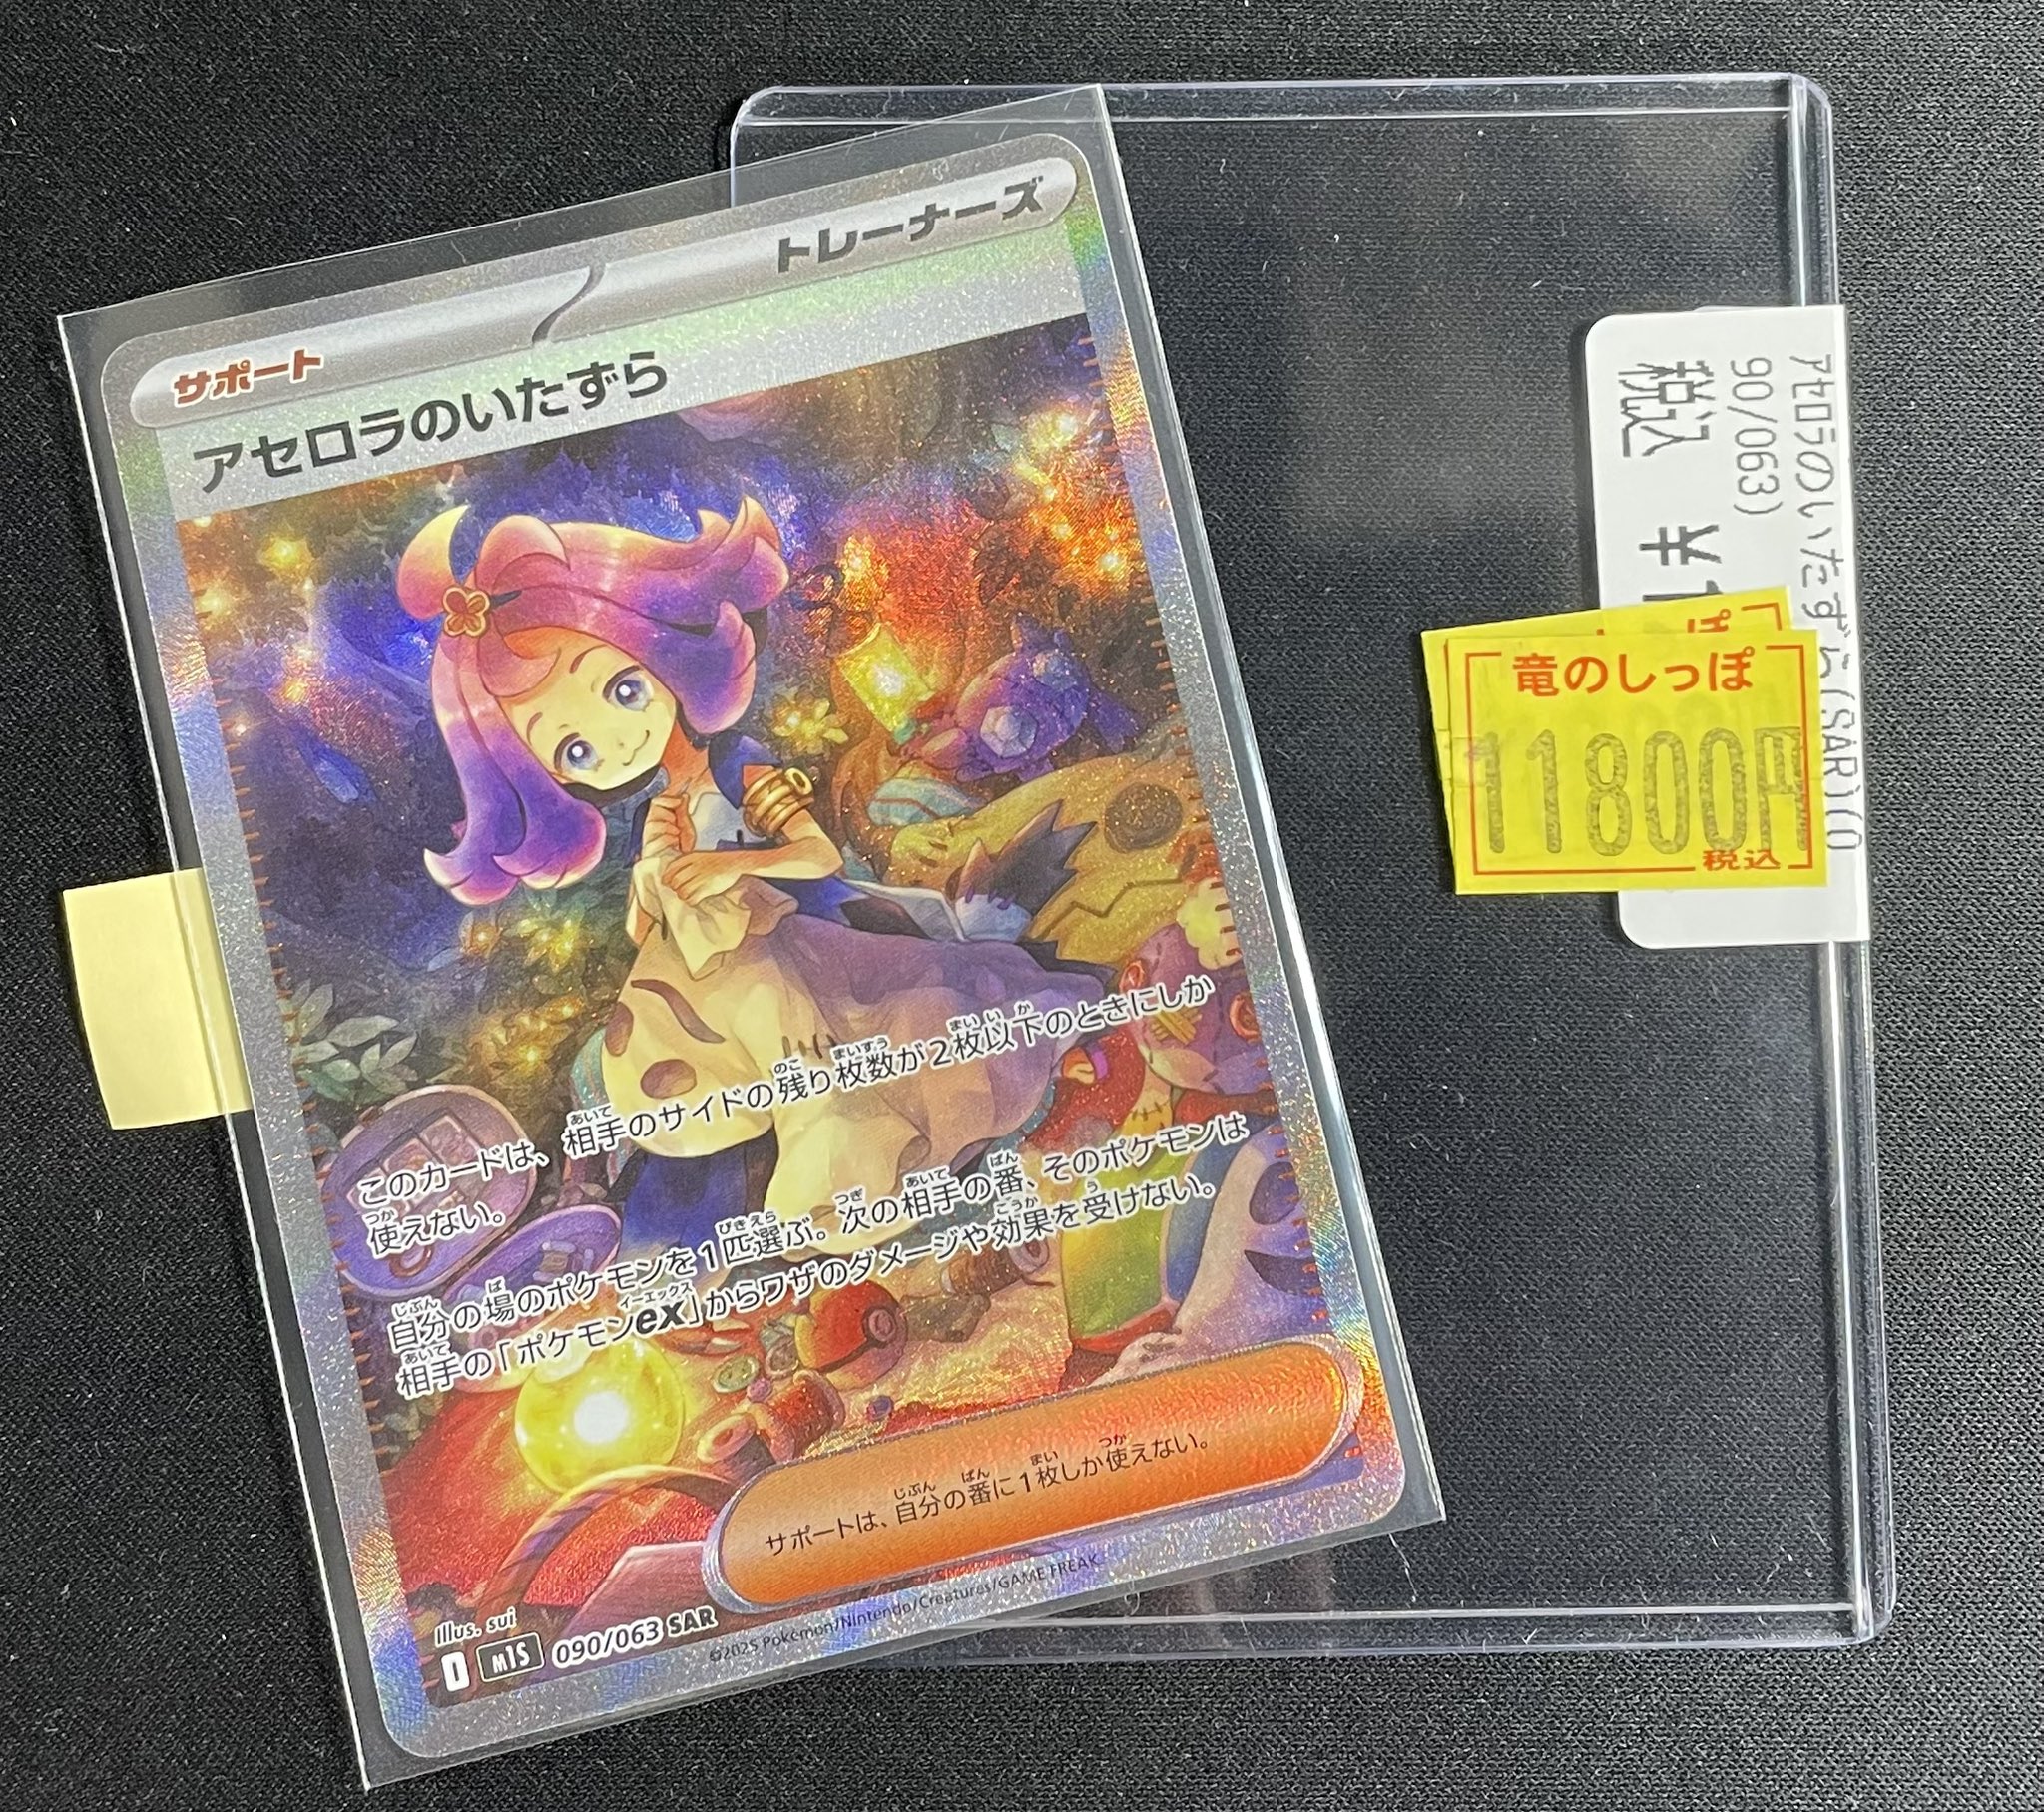 サポート
トレーナーズ
アセロラのいたずら
このカードは、相手のサイドの残り枚数が2枚以下のときにしか
使えない。
自分の場のポケモンを1匹選ぶ。次の相手の番、そのポケモンは
相手の「ポケモンex」からワザのダメージや効果を受けない。
サポートは、自分の番に1枚しか使えない。
Illus. sui
I m1S 090/063 SAR
©2025 Pokémon/Nintendo/Creatures/GAME FREAK
アセロラのいたずら(SAR)(0
90/063)
税込 ¥1
竜のしっぽ
11800円
税込